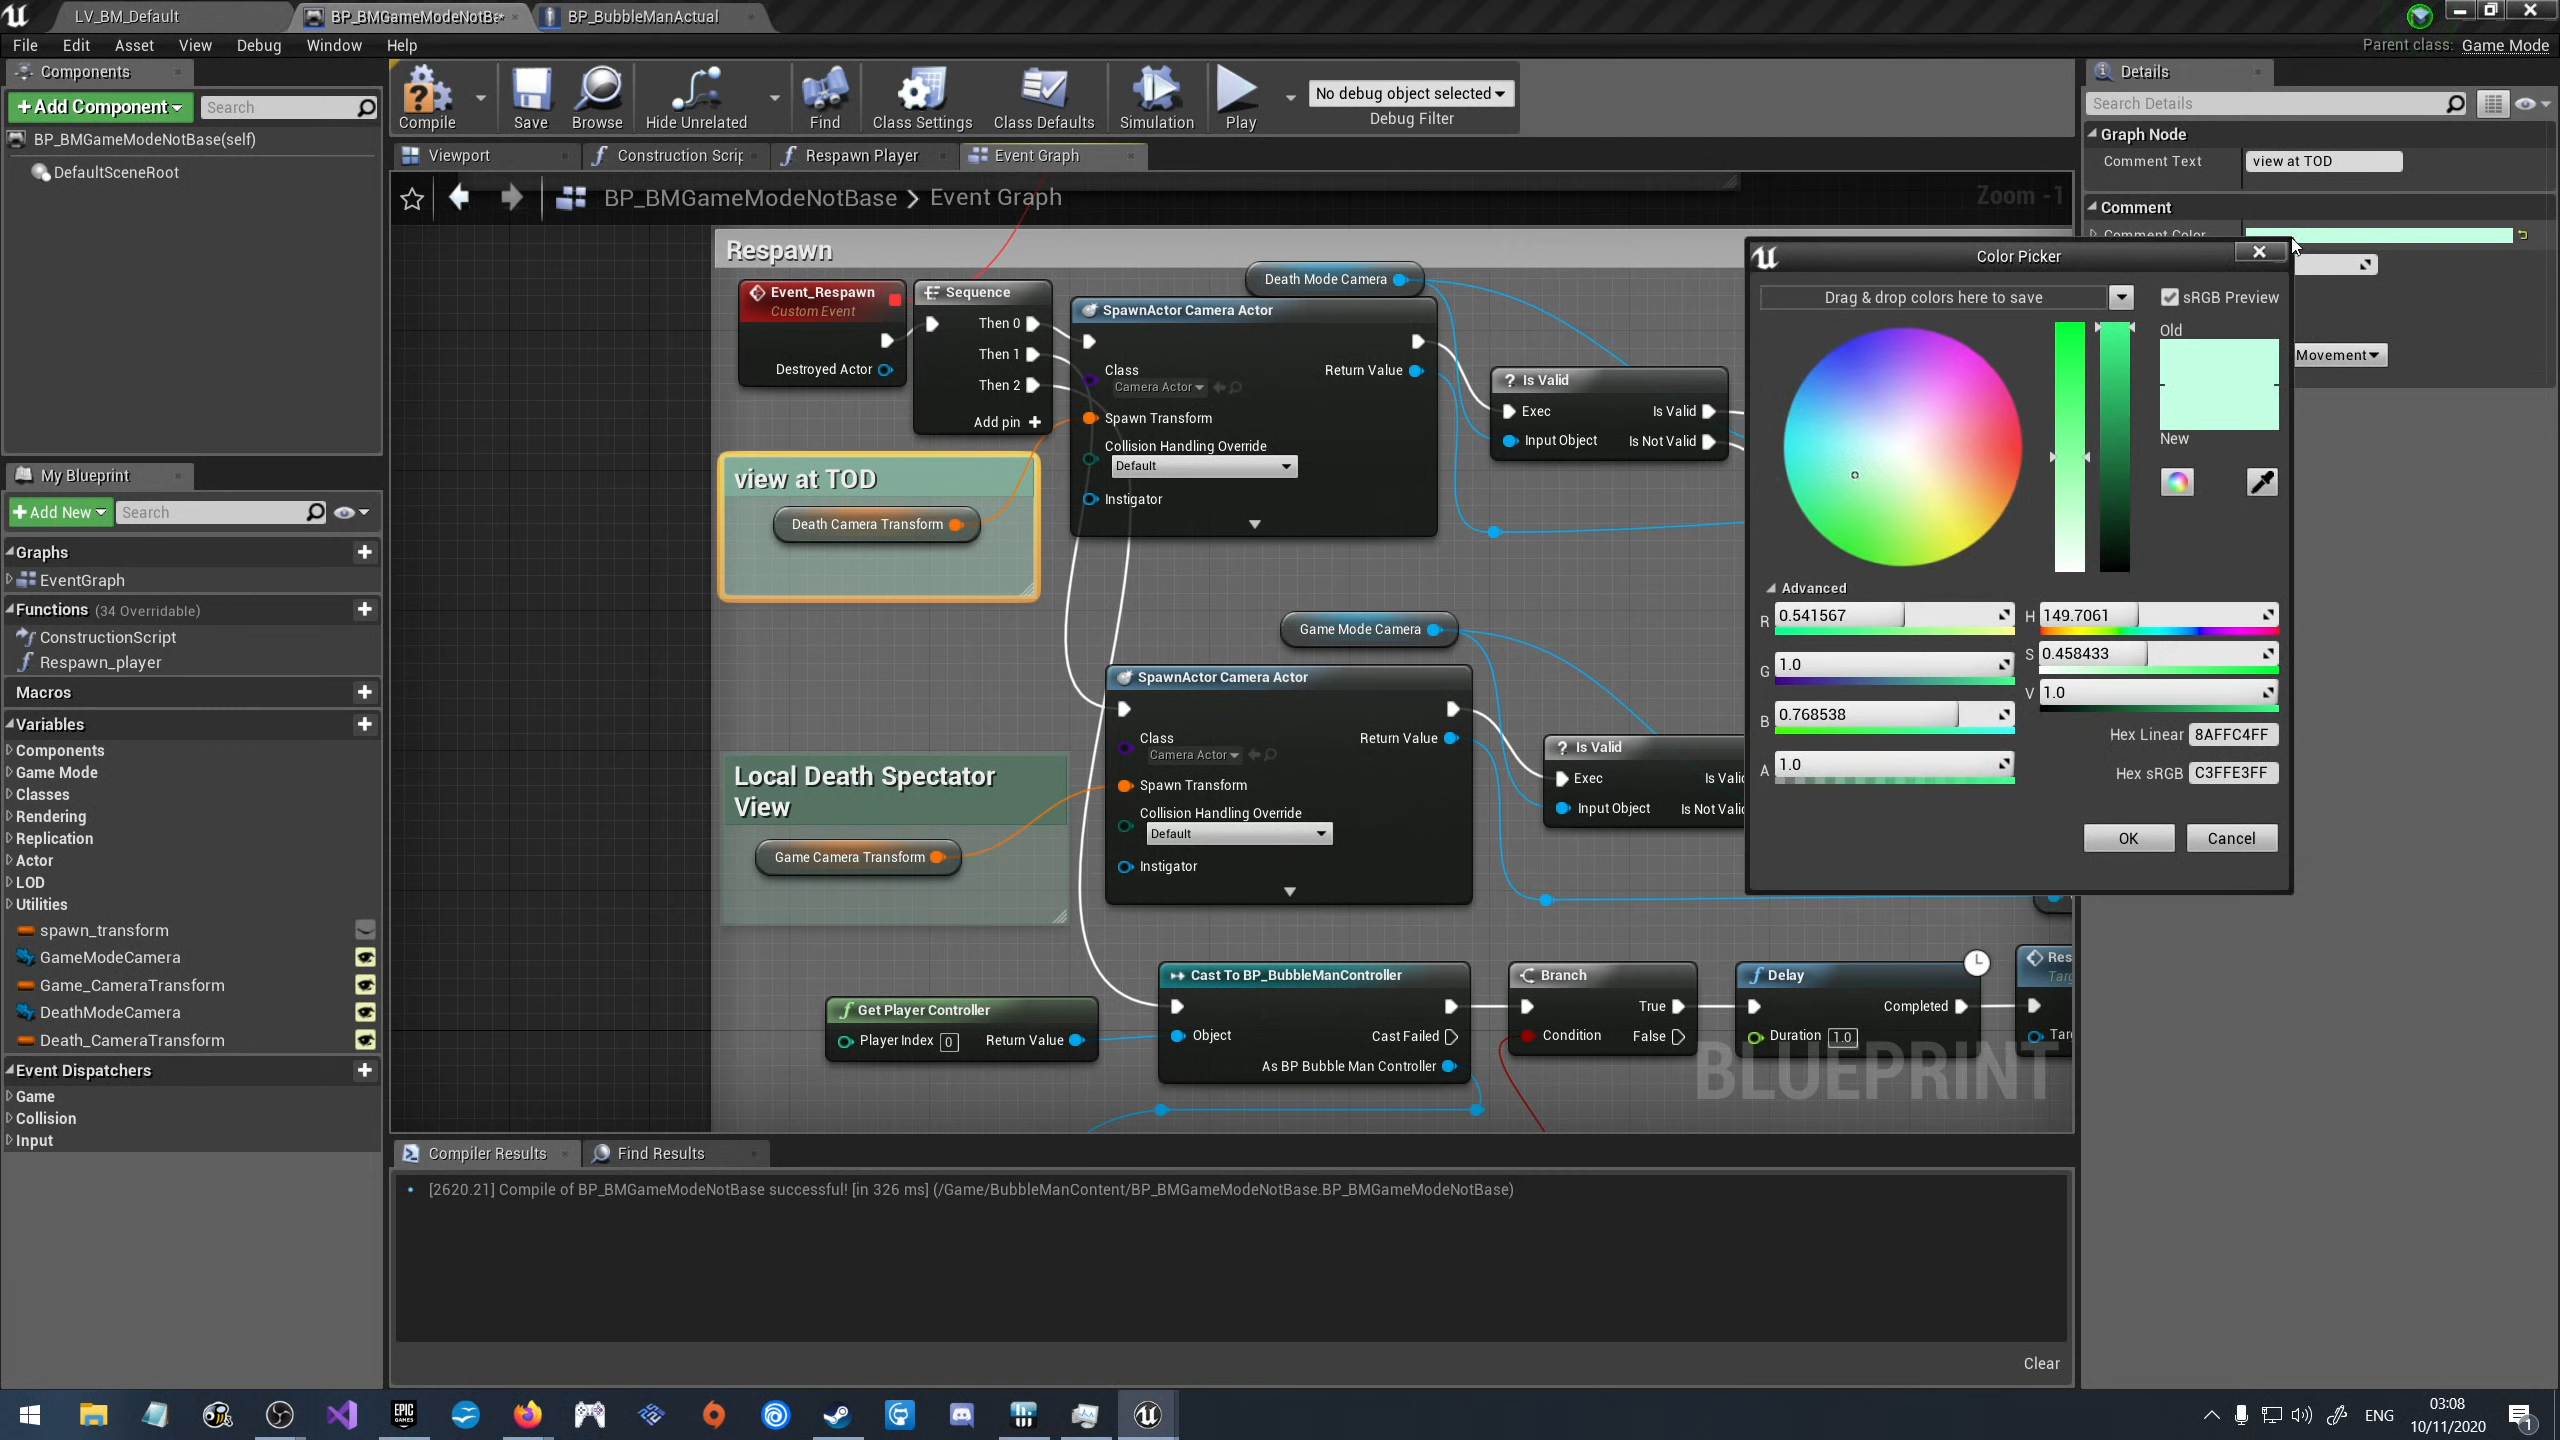 LV_BM_Default
BP_BMGameModeNotBa*
BP_BubbleManActual
File Edit Asset View Debug Window Help
Parent class: Game Mode
Components
+Add Component
Search
BP_BMGameModeNotBase(self)
DefaultSceneRoot
Compile
Save
Browse
Hide Unrelated
Find
Class Settings
Class Defaults
Simulation
Play
No debug object selected
Debug Filter
Viewport
Construction Scrip
Respawn Player
Event Graph
BP_BMGameModeNotBase > Event Graph
Zoom -1
Respawn
Event_Respawn
Custom Event
Destroyed Actor
Sequence
Then 0
Then 1
Then 2
Add pin +
Death Mode Camera
SpawnActor Camera Actor
Class
Camera Actor
Return Value
Spawn Transform
Collision Handling Override
Default
Instigator
? Is Valid
Exec
Is Valid
Input Object
Is Not Valid
view at TOD
Death Camera Transform
Game Mode Camera
SpawnActor Camera Actor
Class
Camera Actor
Return Value
Spawn Transform
Collision Handling Override
Default
Instigator
? Is Valid
Exec
Is Valid
Input Object
Is Not Valid
Local Death Spectator
View
Game Camera Transform
Get Player Controller
Player Index 0
Return Value
Cast To BP_BubbleManController
Object
Cast Failed
As BP Bubble Man Controller
Branch
True
Condition
False
Delay
Completed
Duration 1.0
Res
Targ
Tar
BLUEPRINT
My Blueprint
+Add New
Search
Graphs
EventGraph
Functions (34 Overridable)
ConstructionScript
Respawn_player
Macros
Variables
Components
Game Mode
Classes
Rendering
Replication
Actor
LOD
Utilities
spawn_transform
GameModeCamera
Game_CameraTransform
DeathModeCamera
Death_CameraTransform
Event Dispatchers
Game
Collision
Input
Compiler Results
Find Results
[2620.21] Compile of BP_BMGameModeNotBase successful! [in 326 ms] (/Game/BubbleManContent/BP_BMGameModeNotBase.BP_BMGameModeNotBase)
Clear
Details
Search Details
Graph Node
Comment Text
view at TOD
Comment
Comment Color
Movement
Color Picker
Drag & drop colors here to save
sRGB Preview
Old
New
Advanced
R 0.541567
G 1.0
B 0.768538
A 1.0
H 149.7061
S 0.458433
V 1.0
Hex Linear 8AFFC4FF
Hex sRGB C3FFE3FF
OK
Cancel
EPIC
GAMES
ENG
03:08
10/11/2020
1